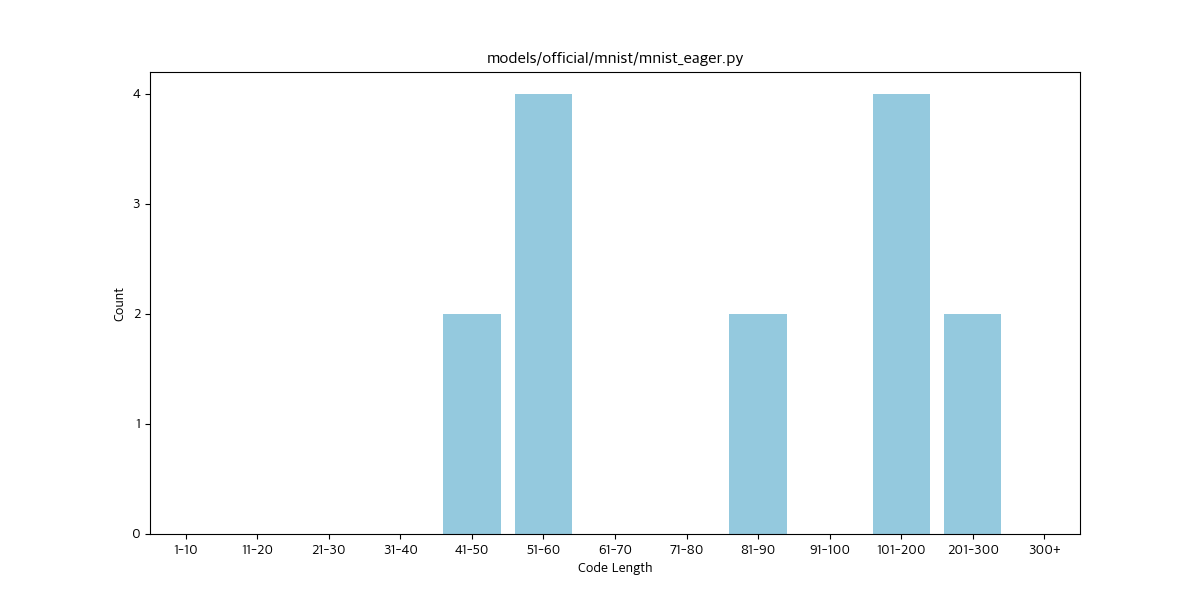 models/official/mnist/mnist_eager.py
Count
4
3
2
1
0
1-10 11-20 21-30 31-40 41-50 51-60 61-70 71-80 81-90 91-100 101-200 201-300 300+
Code Length